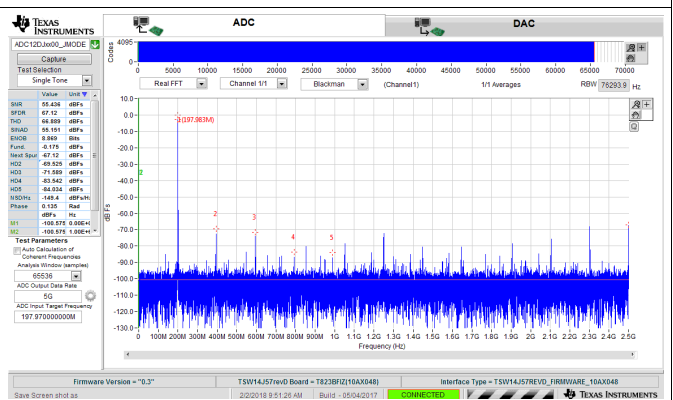 TEXAS INSTRUMENTS
ADC
DAC
ADC12DJxx00_JMODE
Capture
Test Selection
Single Tone
Value Unit
SNR 55.436 dBFs
SFDR 67.12 dBFs
THD 66.889 dBFs
SINAD 55.151 dBFs
ENOB 8.869 Bits
Fund. -0.175 dBFs
Next Spur -67.12 dBFs
HD2 -69.525 dBFs
HD3 -71.589 dBFs
HD4 -83.542 dBFs
HD5 -84.034 dBFs
NSD/Hz -149.4 dBFs/Hz
Phase 0.135 Rad
dBFs Hz
M1 -100.575 0.00E+
M2 -100.575 1.00E+
Test Parameters
Auto Calculation of
Coherent Frequencies
Analysis Window (samples)
65536
ADC Output Data
Rate
5G
ADC Input Target Frequency
197.970000000M
Codes
4095
0
0 5000 10000 15000 20000 25000 30000 35000 40000 45000 50000 55000 60000 65000 70000
Real FFT Channel 1/1 Blackman (Channel1) 1/1 Averages RBW 76293.9 Hz
dBFs
10.0
0.0
-10.0
-20.0
-30.0
-40.0
-50.0
-60.0
-70.0
-80.0
-90.0
-100.0
-110.0
-120.0
-130.0
1(197.983M)
2
2
3
4
5
0 100M 200M 300M 400M 500M 600M 700M 800M 900M 1G 1.1G 1.2G 1.3G 1.4G 1.5G 1.6G 1.7G 1.8G 1.9G 2G 2.1G 2.2G 2.3G 2.4G 2.5G
Frequency (Hz)
Firmware Version = "0.3" TSW14J57revD Board = T823BFIZ(10AX048) Interface Type = TSW14J57REVD_FIRMWARE_10AX048
Save Screen shot as 2/2/2018 9:51:26 AM Build - 05/04/2017 CONNECTED TEXAS INSTRUMENTS